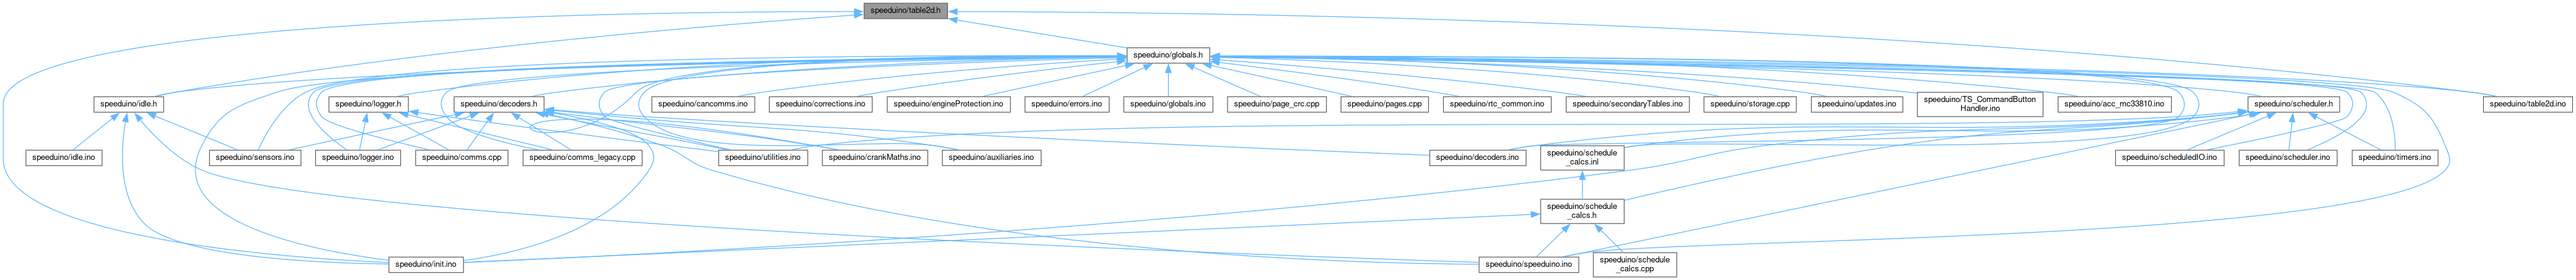 speeduino/table2d.h
speeduino/globals.h
speeduino/idle.h
speeduino/logger.h
speeduino/decoders.h
speeduino/cancomms.ino
speeduino/corrections.ino
speeduino/engineProtection.ino
speeduino/errors.ino
speeduino/globals.ino
speeduino/page_crc.cpp
speeduino/pages.cpp
speeduino/rtc_common.ino
speeduino/secondaryTables.ino
speeduino/storage.cpp
speeduino/updates.ino
speeduino/TS_CommandButton
Handler.ino
speeduino/acc_mc33810.ino
speeduino/scheduler.h
speeduino/table2d.ino
speeduino/idle.ino
speeduino/sensors.ino
speeduino/logger.ino
speeduino/comms.cpp
speeduino/comms_legacy.cpp
speeduino/utilities.ino
speeduino/crankMaths.ino
speeduino/auxiliaries.ino
speeduino/decoders.ino
speeduino/schedule
_calcs.inl
speeduino/scheduledIO.ino
speeduino/scheduler.ino
speeduino/timers.ino
speeduino/schedule
_calcs.h
speeduino/init.ino
speeduino/speeduino.ino
speeduino/schedule
_calcs.cpp